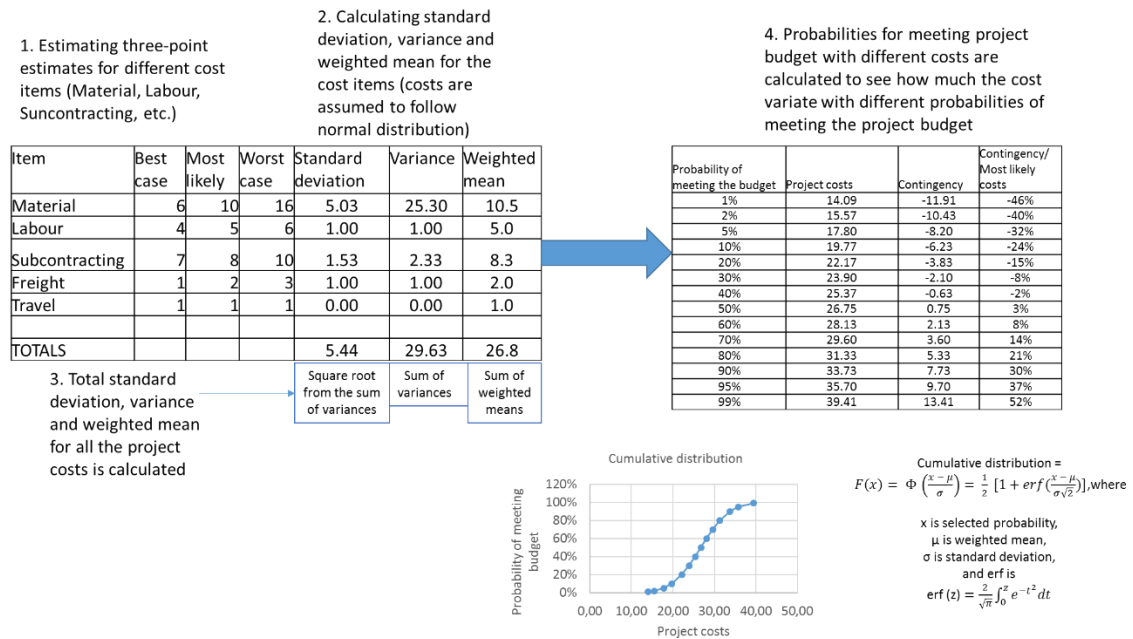 1. Estimating three-point
estimates for different cost
items (Material, Labour,
Suncontracting, etc.)
2. Calculating standard
deviation, variance and
weighted mean for the
cost items (costs are
assumed to follow
normal distribution)
Item Best case Most likely Worst case Standard deviation Variance Weighted mean
Material 6 10 16 5.03 25.30 10.5
Labour 4 5 6 1.00 1.00 5.0
Subcontracting 7 8 10 1.53 2.33 8.3
Freight 1 2 3 1.00 1.00 2.0
Travel 1 1 1 0.00 0.00 1.0
TOTALS 5.44 29.63 26.8
3. Total standard
deviation, variance
and weighted mean
for all the project
costs is calculated
Square root
from the sum
of variances
Sum of
variances
Sum of
weighted
means
4. Probabilities for meeting project
budget with different costs are
calculated to see how much the cost
variate with different probabilities of
meeting the project budget
Probability of meeting the budget Project costs Contingency Contingency/ Most likely costs
1% 14.09 -11.91 -46%
2% 15.57 -10.43 -40%
5% 17.80 -8.20 -32%
10% 19.77 -6.23 -24%
20% 22.17 -3.83 -15%
30% 23.90 -2.10 -8%
40% 25.37 -0.63 -2%
50% 26.75 0.75 3%
60% 28.13 2.13 8%
70% 29.60 3.60 14%
80% 31.33 5.33 21%
90% 33.73 7.73 30%
95% 35.70 9.70 37%
99% 39.41 13.41 52%
Cumulative distribution
Probability of meeting
budget
120%
100%
80%
60%
40%
20%
0%
0,00 10,00 20,00 30,00 40,00 50,00
Project costs
Cumulative distribution =
F(x) = Φ((x − μ)/σ) = 1/2 [1 + erf((x − μ)/(σ√2))],where
x is selected probability,
μ is weighted mean,
σ is standard deviation,
and erf is
erf (z) = 2/√π ∫₀ᶻ e^(−t²) dt